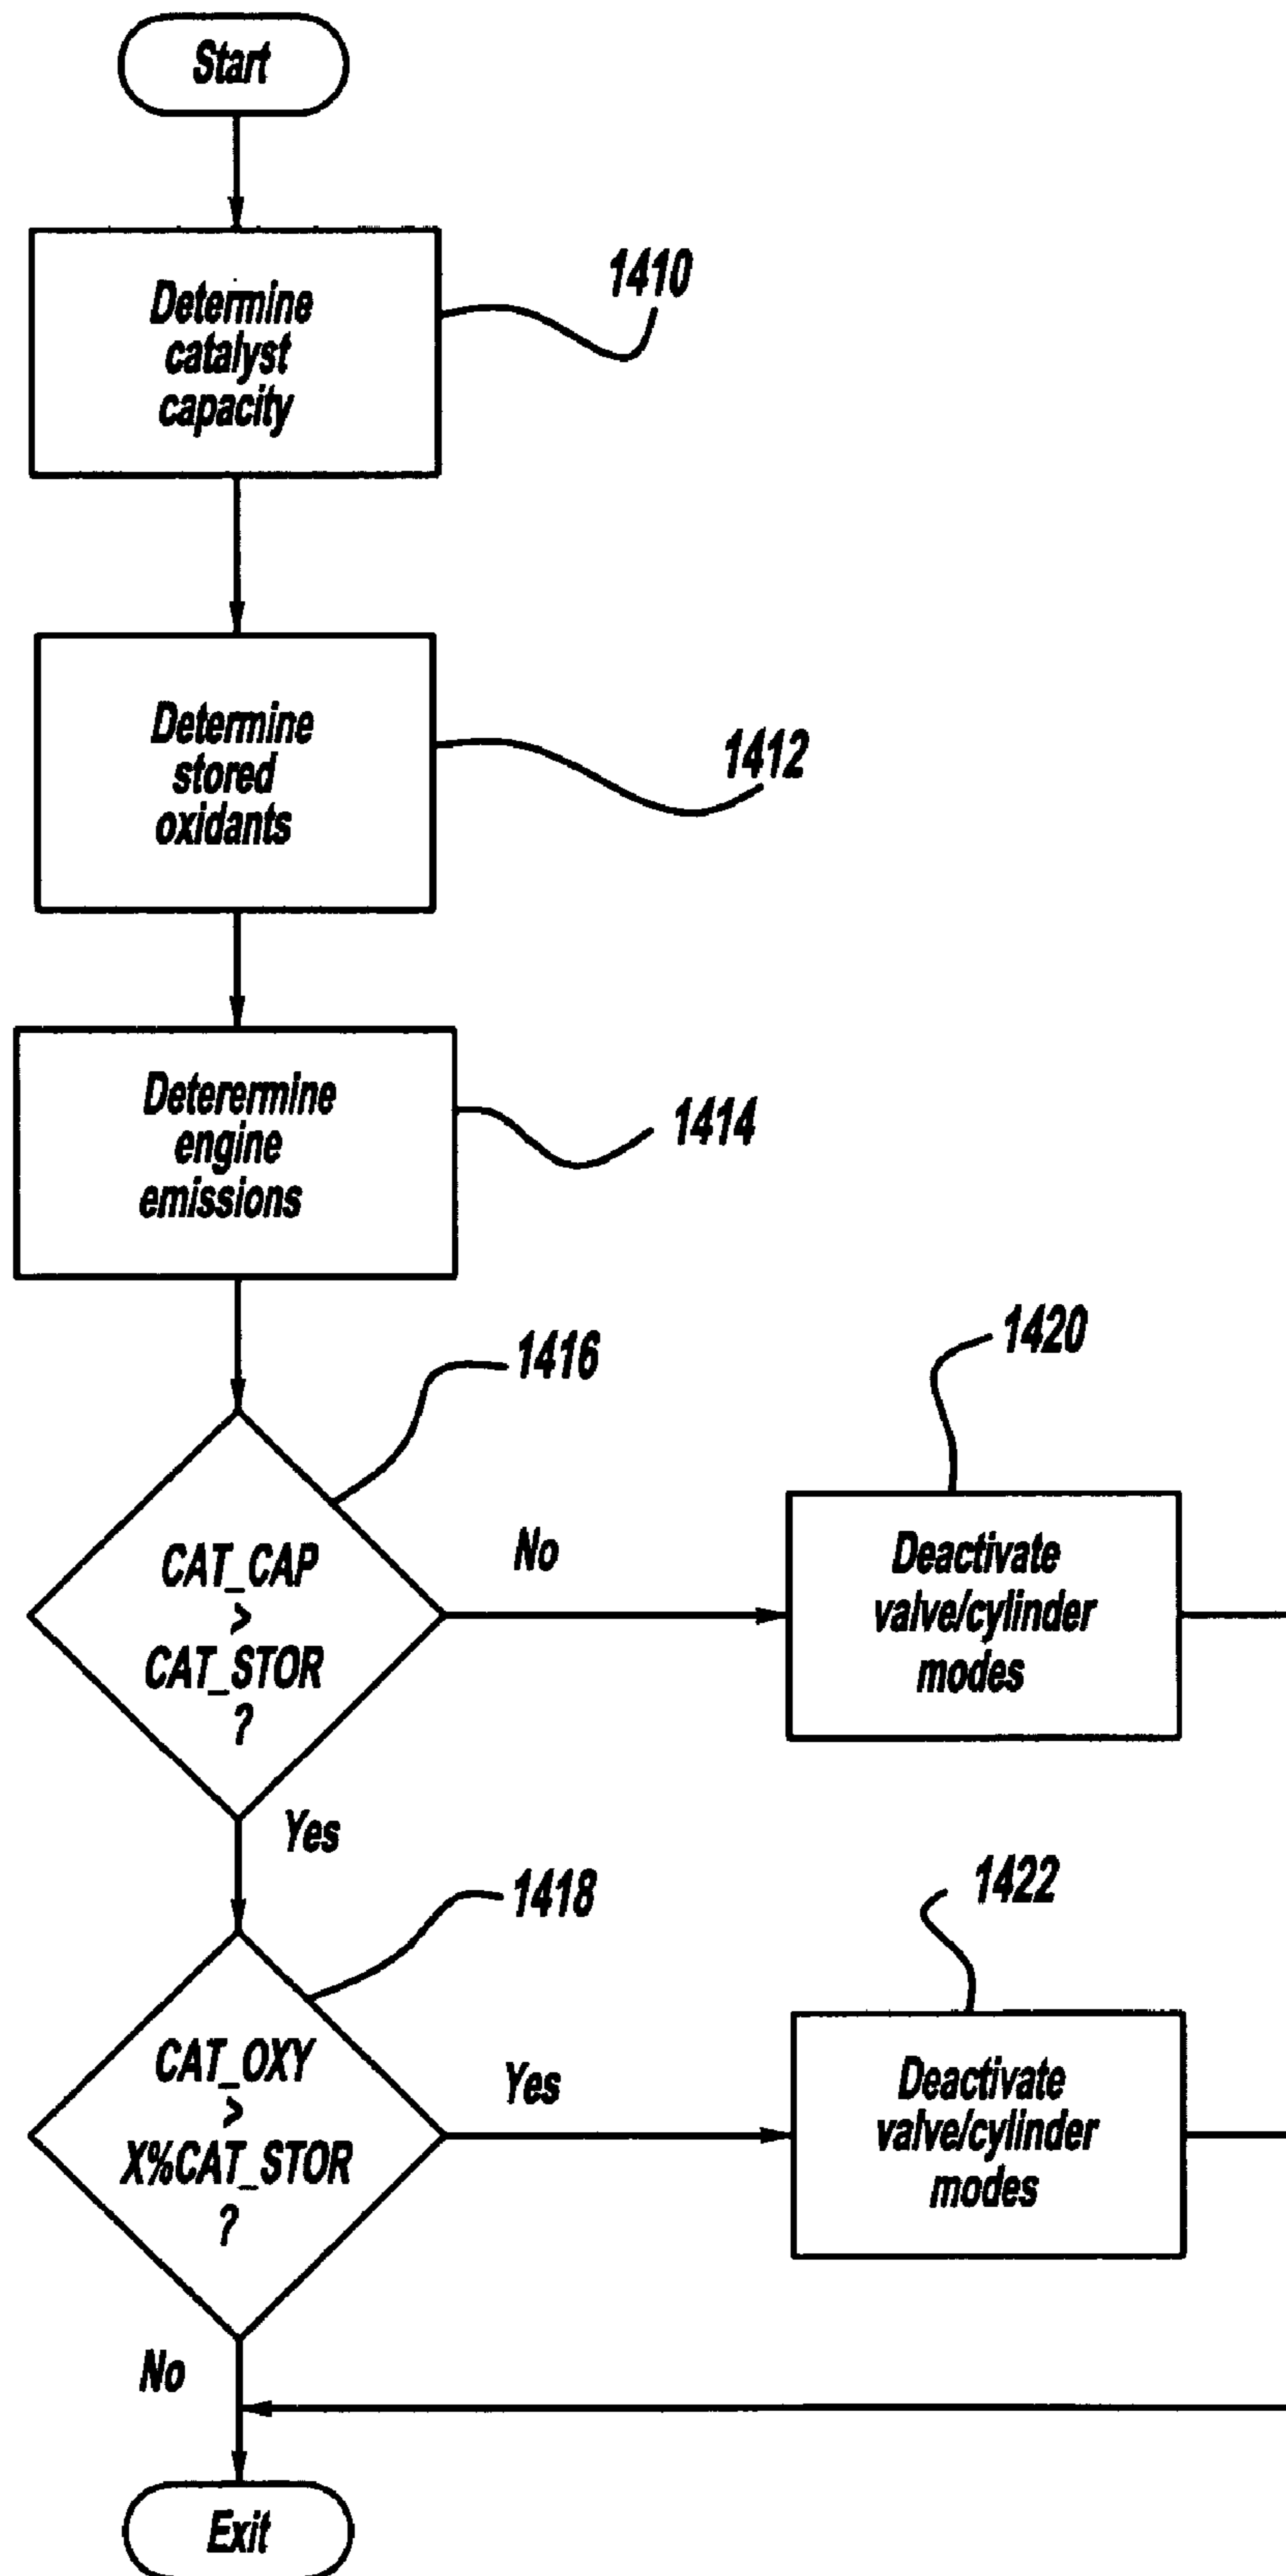 Start
Determine
catalyst
capacity
1410
Determine
stored
oxidants
1412
Deterermine
engine
emissions
1414
1416
CAT_CAP
>
CAT_STOR
?
No
1420
Deactivate
valve/cylinder
modes
Yes
1418
CAT_OXY
>
X%CAT_STOR
?
Yes
1422
Deactivate
valve/cylinder
modes
No
Exit